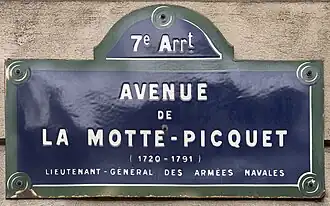 7e Arrt
AVENUE
DE
LA MOTTE-PICQUET
(1720-1791)
LIEUTENANT-GÉNÉRAL DES ARMÉES NAVALES